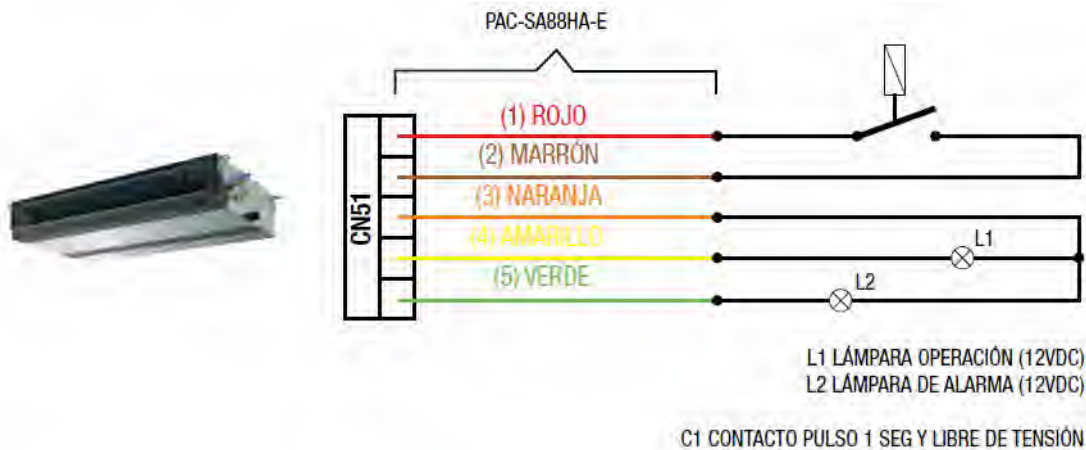 PAC-SA88HA-E
(1) ROJO
(2) MARRÓN
(3) NARANJA
(4) AMARILLO
(5) VERDE
CN51
L1
L2
L1 LÁMPARA OPERACIÓN (12VDC)
L2 LÁMPARA DE ALARMA (12VDC)
C1 CONTACTO PULSO 1 SEG Y LIBRE DE TENSIÓN